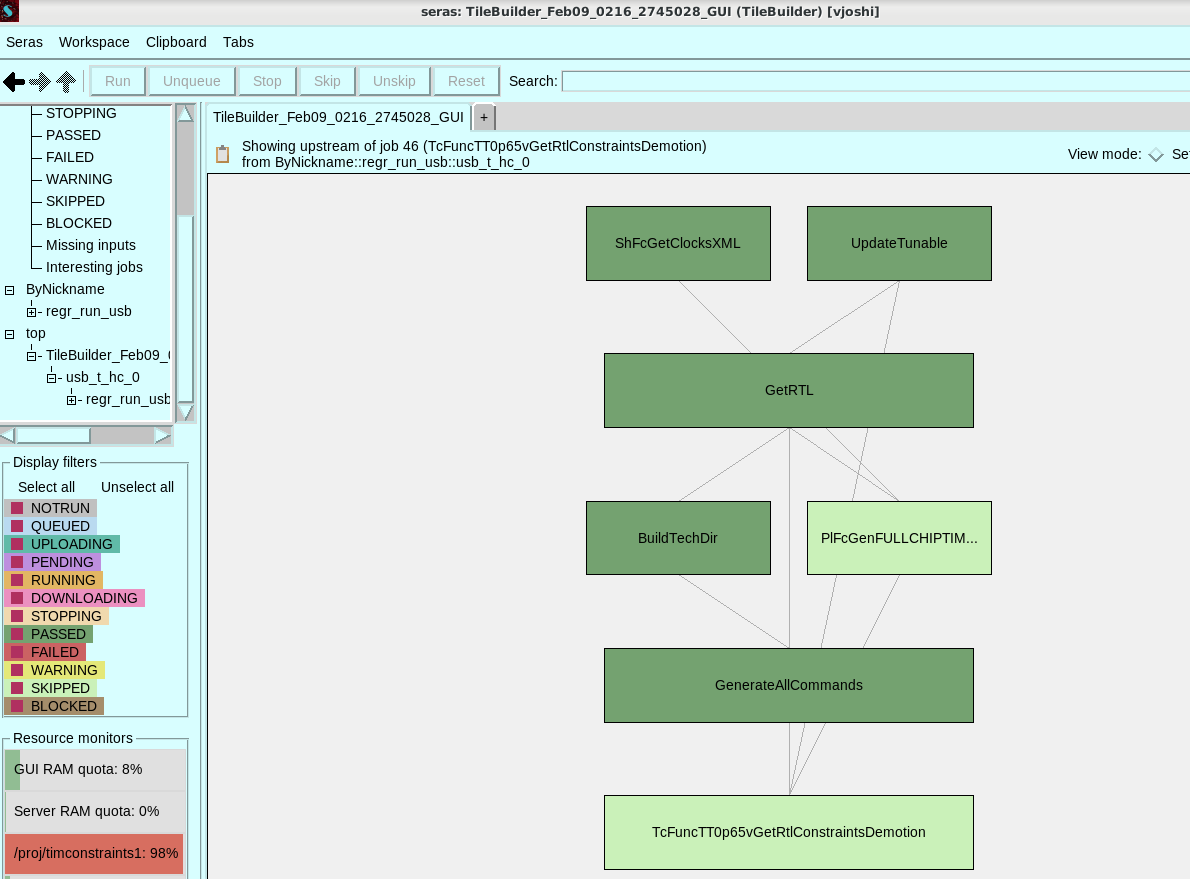 seras: TileBuilder_Feb09_0216_2745028_GUI (TileBuilder) [vjoshi]
Seras Workspace Clipboard Tabs
Run Unqueue Stop Skip Unskip Reset Search:
STOPPING
PASSED
FAILED
WARNING
SKIPPED
BLOCKED
Missing inputs
Interesting jobs
ByNickname
regr_run_usb
top
TileBuilder_Feb09_
usb_t_hc_0
regr_run_usb
Display filters
Select all Unselect all
NOTRUN
QUEUED
UPLOADING
PENDING
RUNNING
DOWNLOADING
STOPPING
PASSED
FAILED
WARNING
SKIPPED
BLOCKED
Resource monitors
GUI RAM quota: 8%
Server RAM quota: 0%
/proj/timconstraints1: 98%
TileBuilder_Feb09_0216_2745028_GUI +
Showing upstream of job 46 (TcFuncTT0p65vGetRtlConstraintsDemotion)
from ByNickname::regr_run_usb::usb_t_hc_0
View mode: Se
ShFcGetClocksXML UpdateTunable
GetRTL
BuildTechDir PlFcGenFULLCHIPTIM...
GenerateAllCommands
TcFuncTT0p65vGetRtlConstraintsDemotion